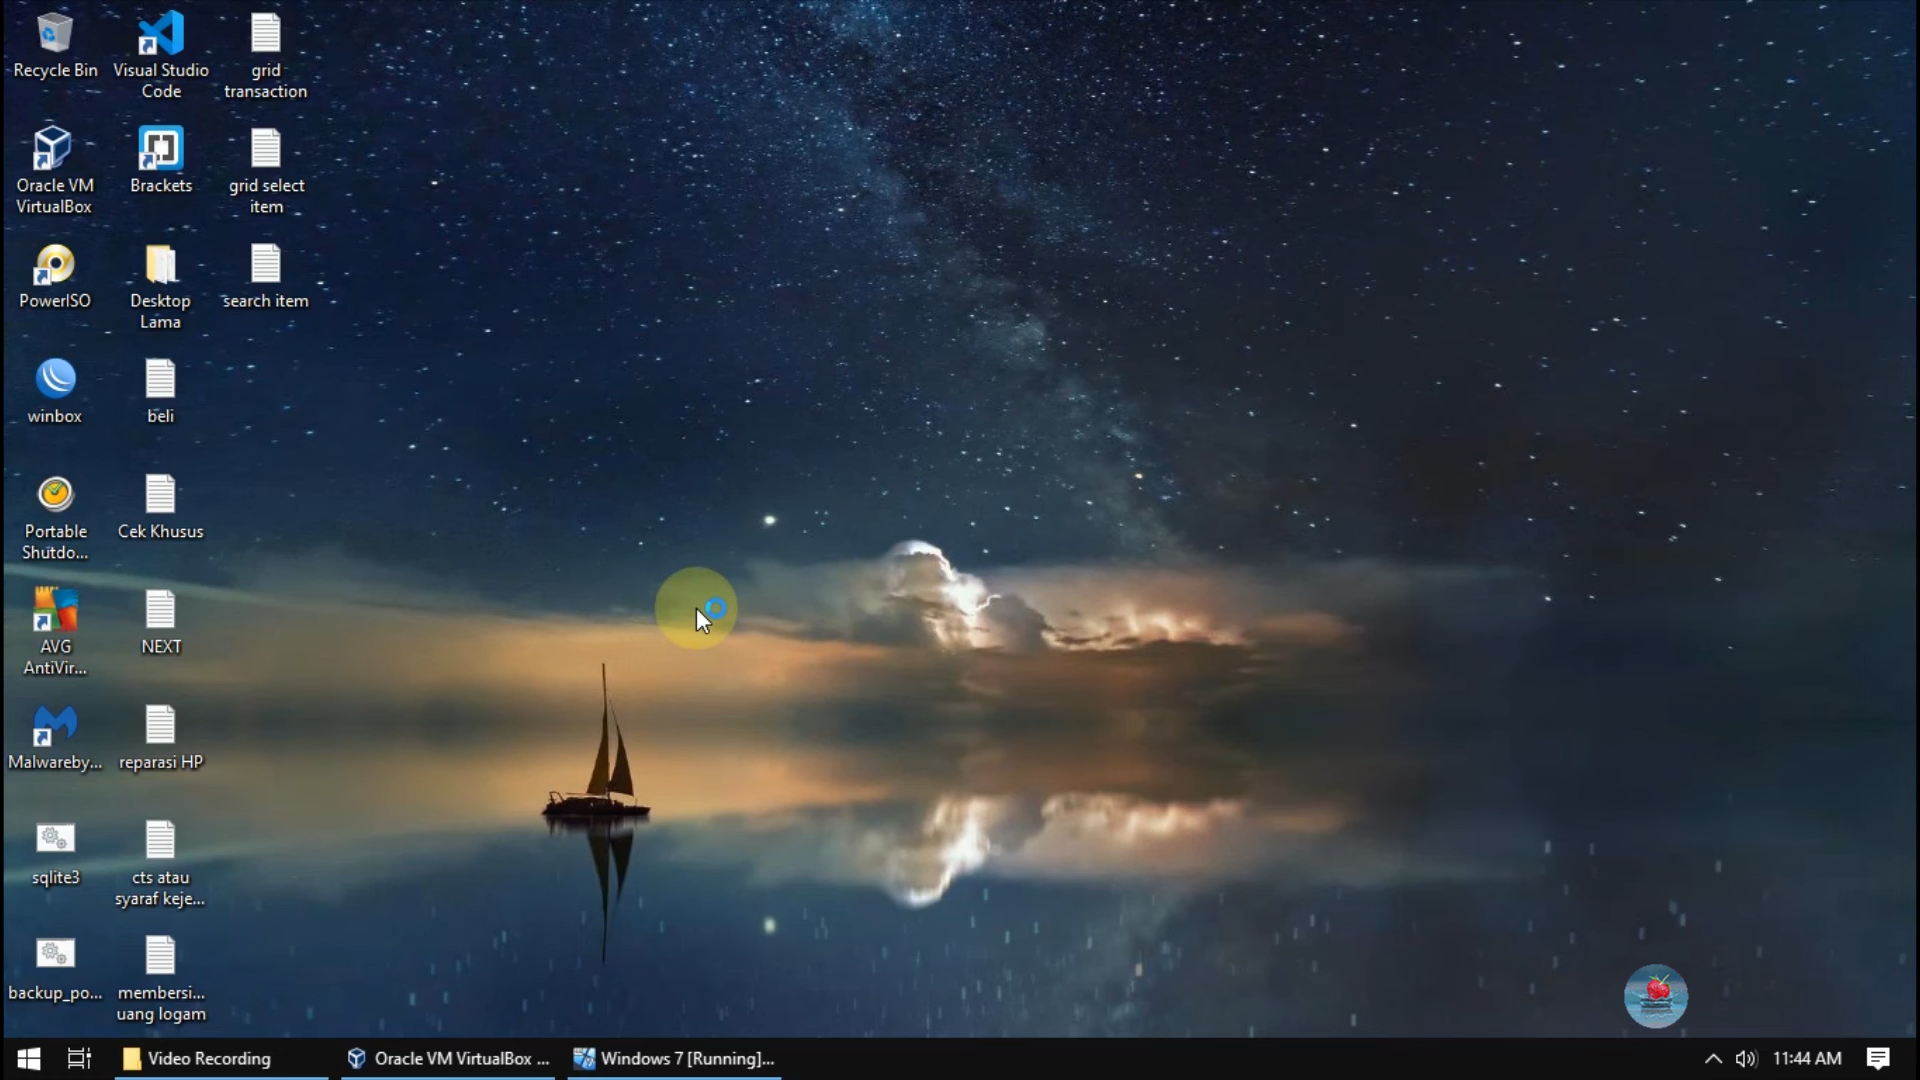 Recycle Bin
Visual Studio
Code
grid
transaction
Oracle VM
VirtualBox
Brackets
grid select
item
PowerISO
Desktop
Lama
search item
winbox
beli
Portable
Shutdo...
Cek Khusus
AVG
AntiVir...
NEXT
Malwareby...
reparasi HP
sqlite3
cts atau
syaraf keje...
backup_po...
membersi...
uang logam
Video Recording
Oracle VM VirtualBox ...
Windows 7 [Running]...
11:44 AM